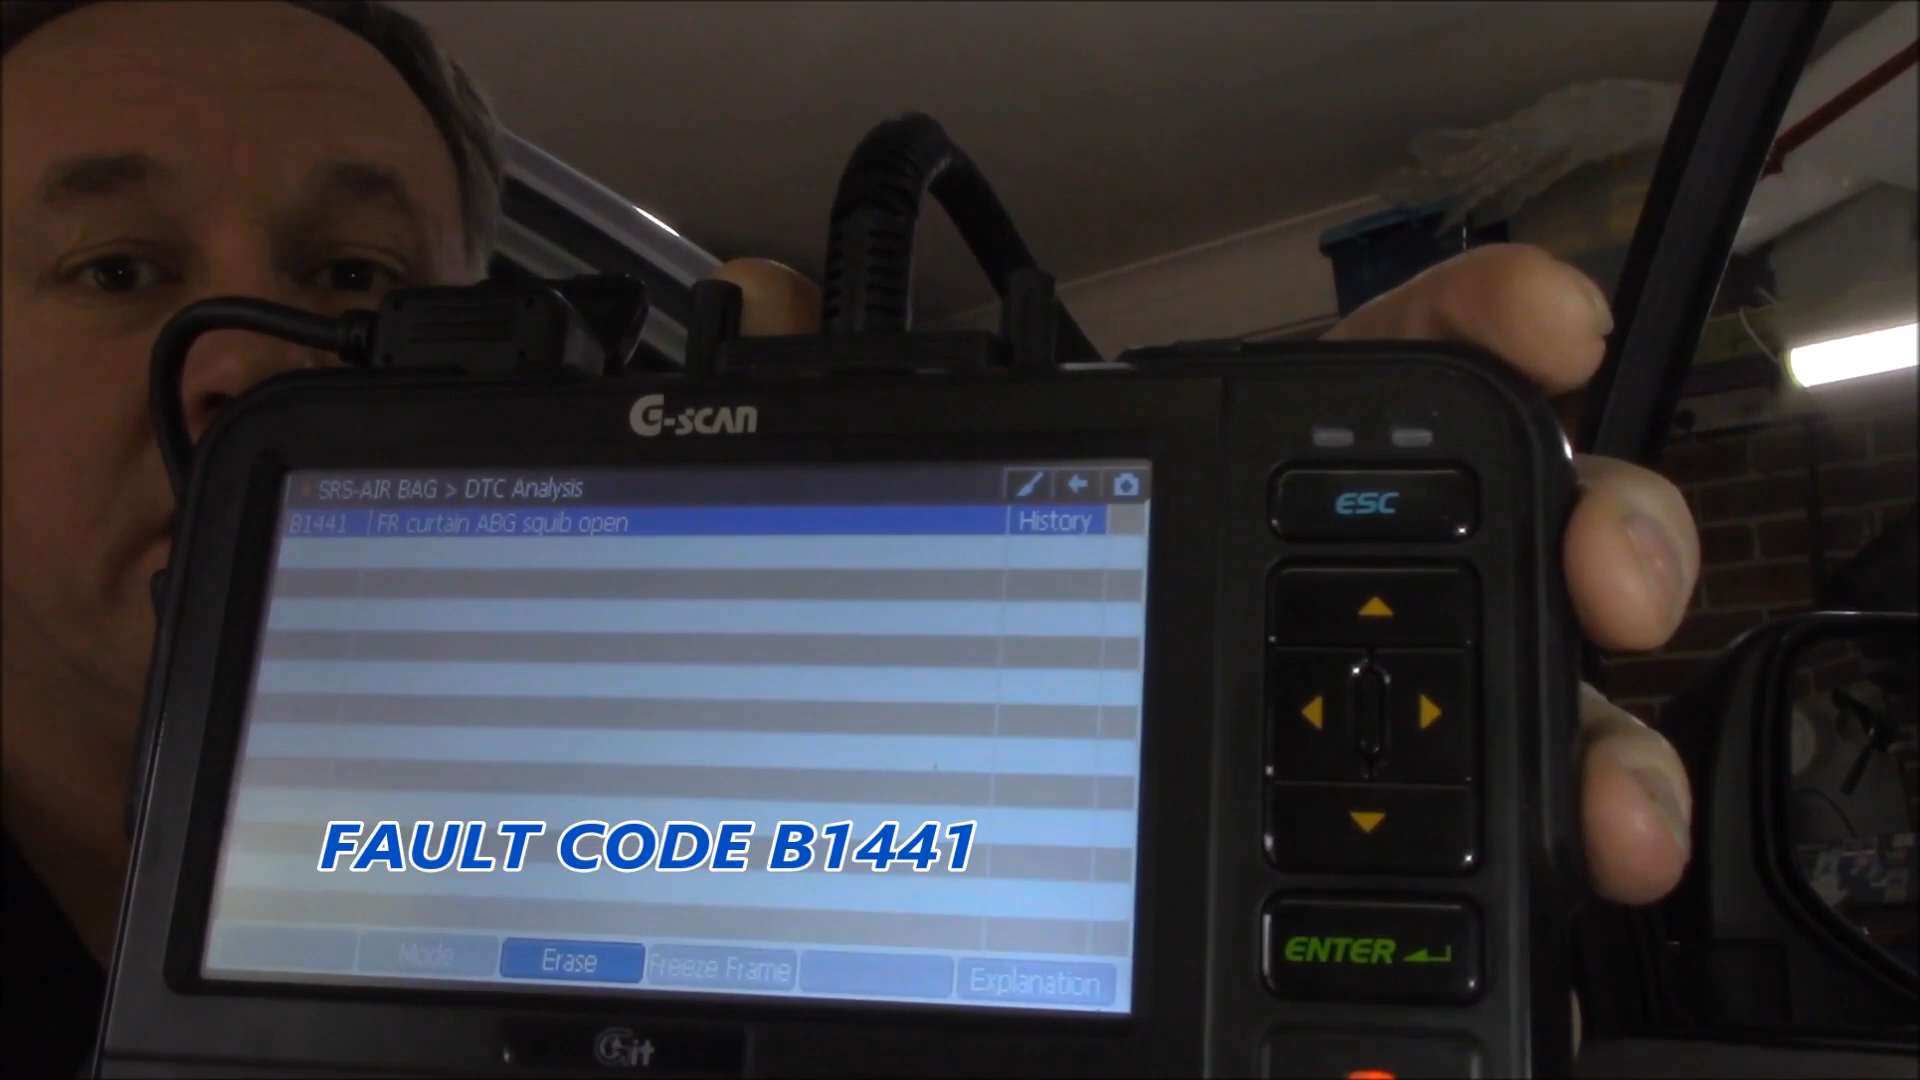 G-SCAN
SRS-AIR BAG > DTC Analysis
B1441 FR curtain ABG squib open History
FAULT CODE B1441
Mode Erase Freeze Frame Explanation
Git
ESC
ENTER